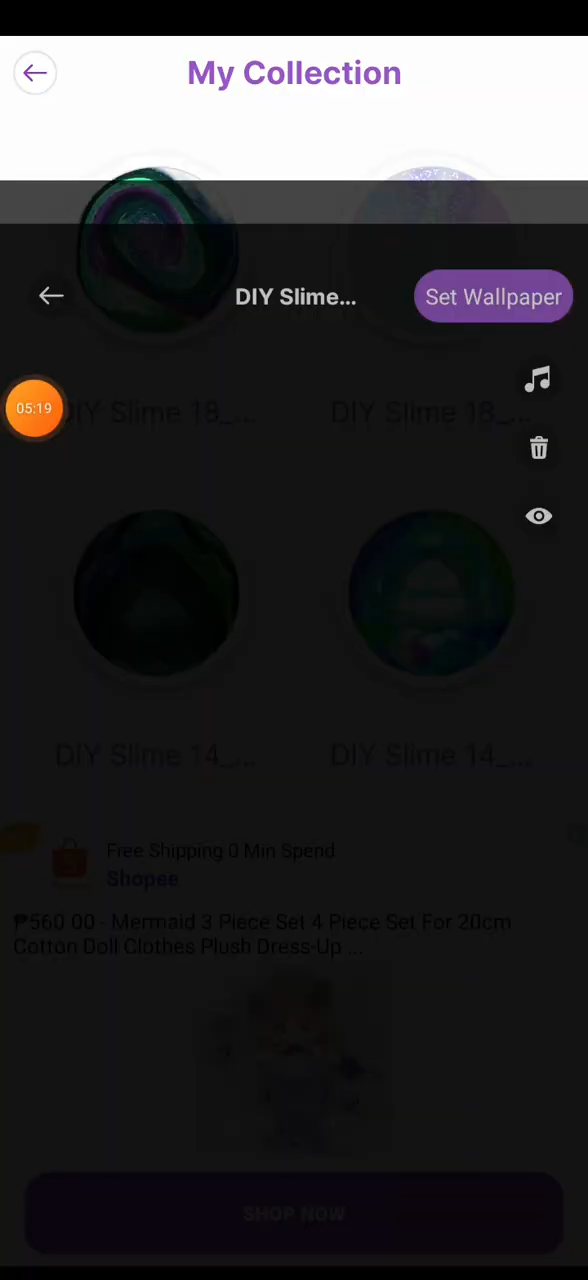 My Collection
DIY Slime...
Set Wallpaper
05:19
DIY Slime 18_...
DIY Slime 18_...
DIY Slime 14_...
DIY Slime 14_...
Free Shipping 0 Min Spend
Shopee
₱560 00 - Mermaid 3 Piece Set 4 Piece Set For 20cm
Cotton Doll Clothes Plush Dress-Up ...
SHOP NOW